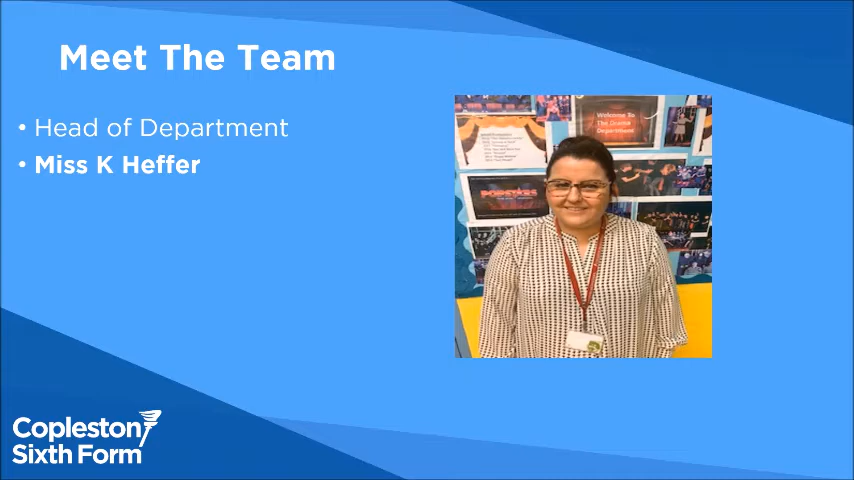 Meet The Team
• Head of Department
• Miss K Heffer
Welcome To
The Drama
Department
POPSTARS
Copleston
Sixth Form